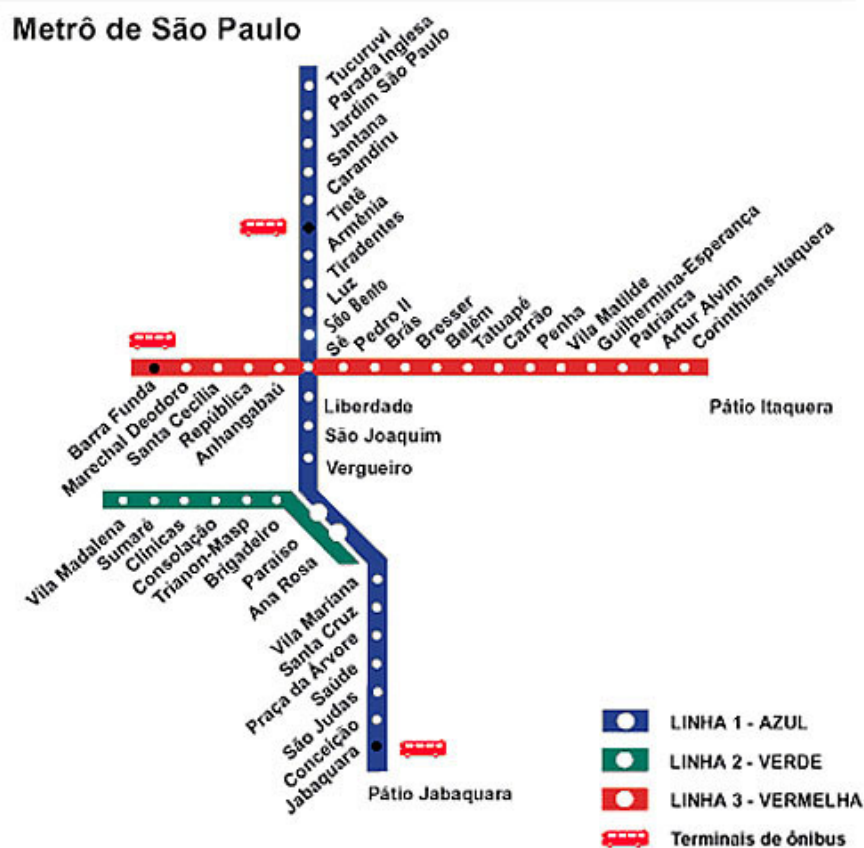 Metrô de São Paulo
Tucuruvi
Parada Inglesa
Jardim São Paulo
Santana
Carandiru
Tietê
Armênia
Tiradentes
Luz
São Bento
Sé
Pedro II
Brás
Bresser
Belém
Tatuapé
Carrão
Penha
Vila Matilde
Guilhermina-Esperança
Patriarca
Artur Alvim
Corinthians-Itaquera
Barra Funda
Marechal Deodoro
Santa Cecília
República
Anhangabaú
Liberdade
São Joaquim
Vergueiro
Pátio Itaquera
Vila Madalena
Sumaré
Clínicas
Consolação
Trianon-Masp
Brigadeiro
Paraíso
Ana Rosa
Vila Mariana
Santa Cruz
Praça da Árvore
Saúde
São Judas
Conceição
Jabaquara
Pátio Jabaquara
LINHA 1 - AZUL
LINHA 2 - VERDE
LINHA 3 - VERMELHA
Terminais de ônibus